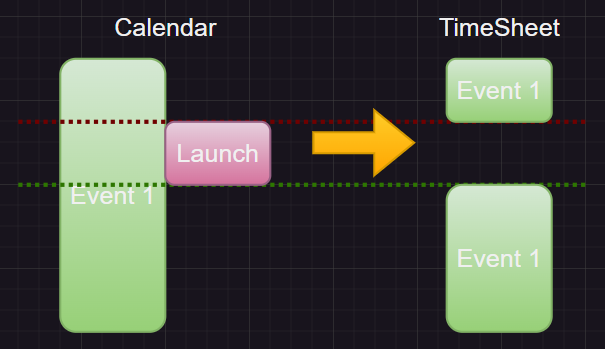 Calendar
TimeSheet
Event 1
Launch
Event 1
Event 1